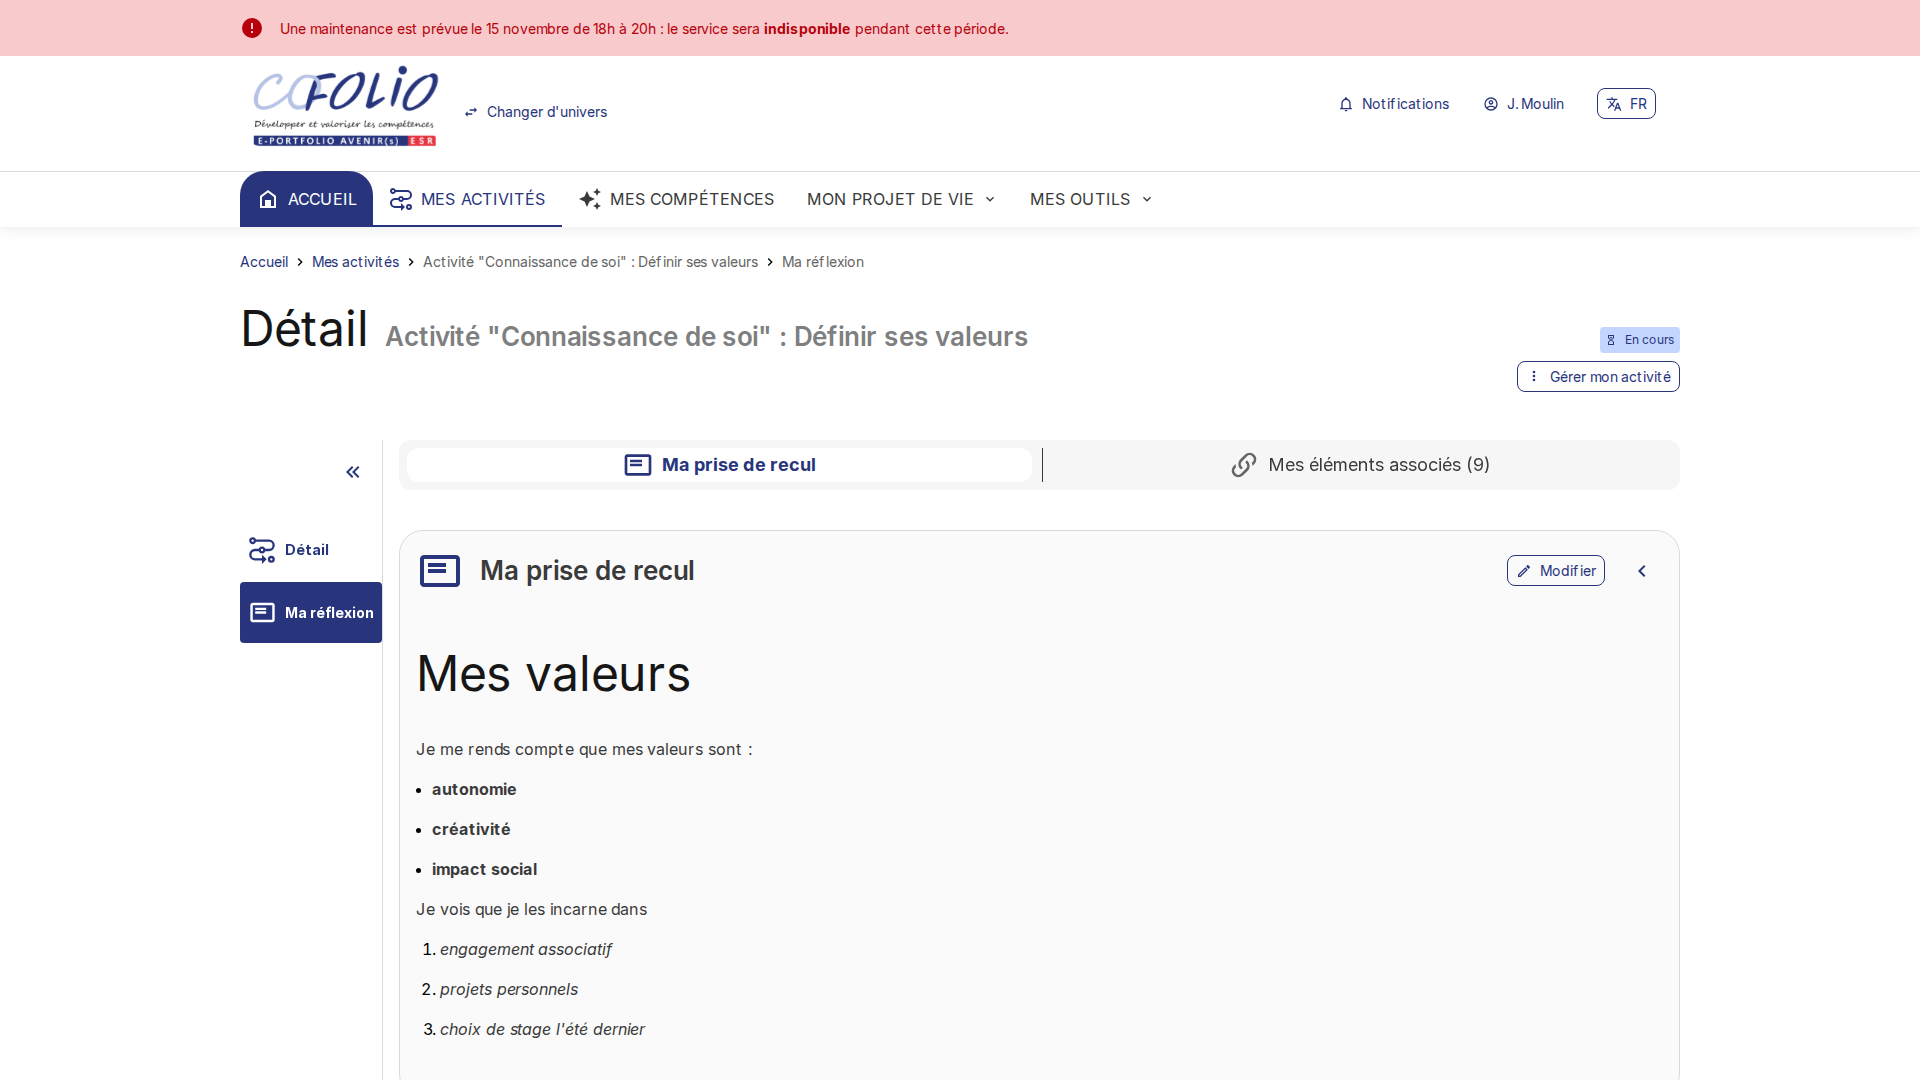 Une maintenance est prévue le 15 novembre de 18h à 20h : le service sera indisponible pendant cette période.
COFOLIO
Développer et valoriser les compétences
E-PORTFOLIO AVENIR(s) ESR
Changer d'univers
Notifications
J. Moulin
FR
ACCUEIL
MES ACTIVITÉS
MES COMPÉTENCES
MON PROJET DE VIE
MES OUTILS
Accueil > Mes activités > Activité "Connaissance de soi" : Définir ses valeurs > Ma réflexion
Détail Activité "Connaissance de soi" : Définir ses valeurs
En cours
Gérer mon activité
Ma prise de recul
Mes éléments associés (9)
Détail
Ma réflexion
Ma prise de recul
Modifier
Mes valeurs
Je me rends compte que mes valeurs sont :
• autonomie
• créativité
• impact social
Je vois que je les incarne dans
1. engagement associatif
2. projets personnels
3. choix de stage l'été dernier